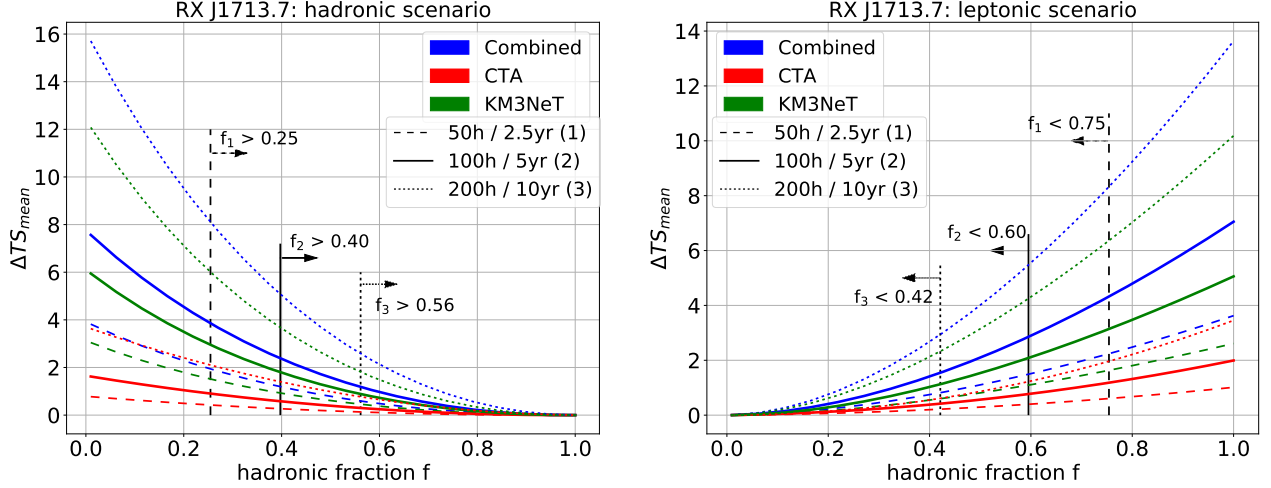 RX J1713.7: hadronic scenario
16
14
12
10
8
6
4
2
0
ΔTS_mean
Combined
CTA
KM3NeT
50h / 2.5yr (1)
100h / 5yr (2)
200h / 10yr (3)
f₁ > 0.25
f₂ > 0.40
f₃ > 0.56
0.0 0.2 0.4 0.6 0.8 1.0
hadronic fraction f
RX J1713.7: leptonic scenario
14
12
10
8
6
4
2
0
ΔTS_mean
Combined
CTA
KM3NeT
50h / 2.5yr (1)
100h / 5yr (2)
200h / 10yr (3)
f₁ < 0.75
f₂ < 0.60
f₃ < 0.42
0.0 0.2 0.4 0.6 0.8 1.0
hadronic fraction f